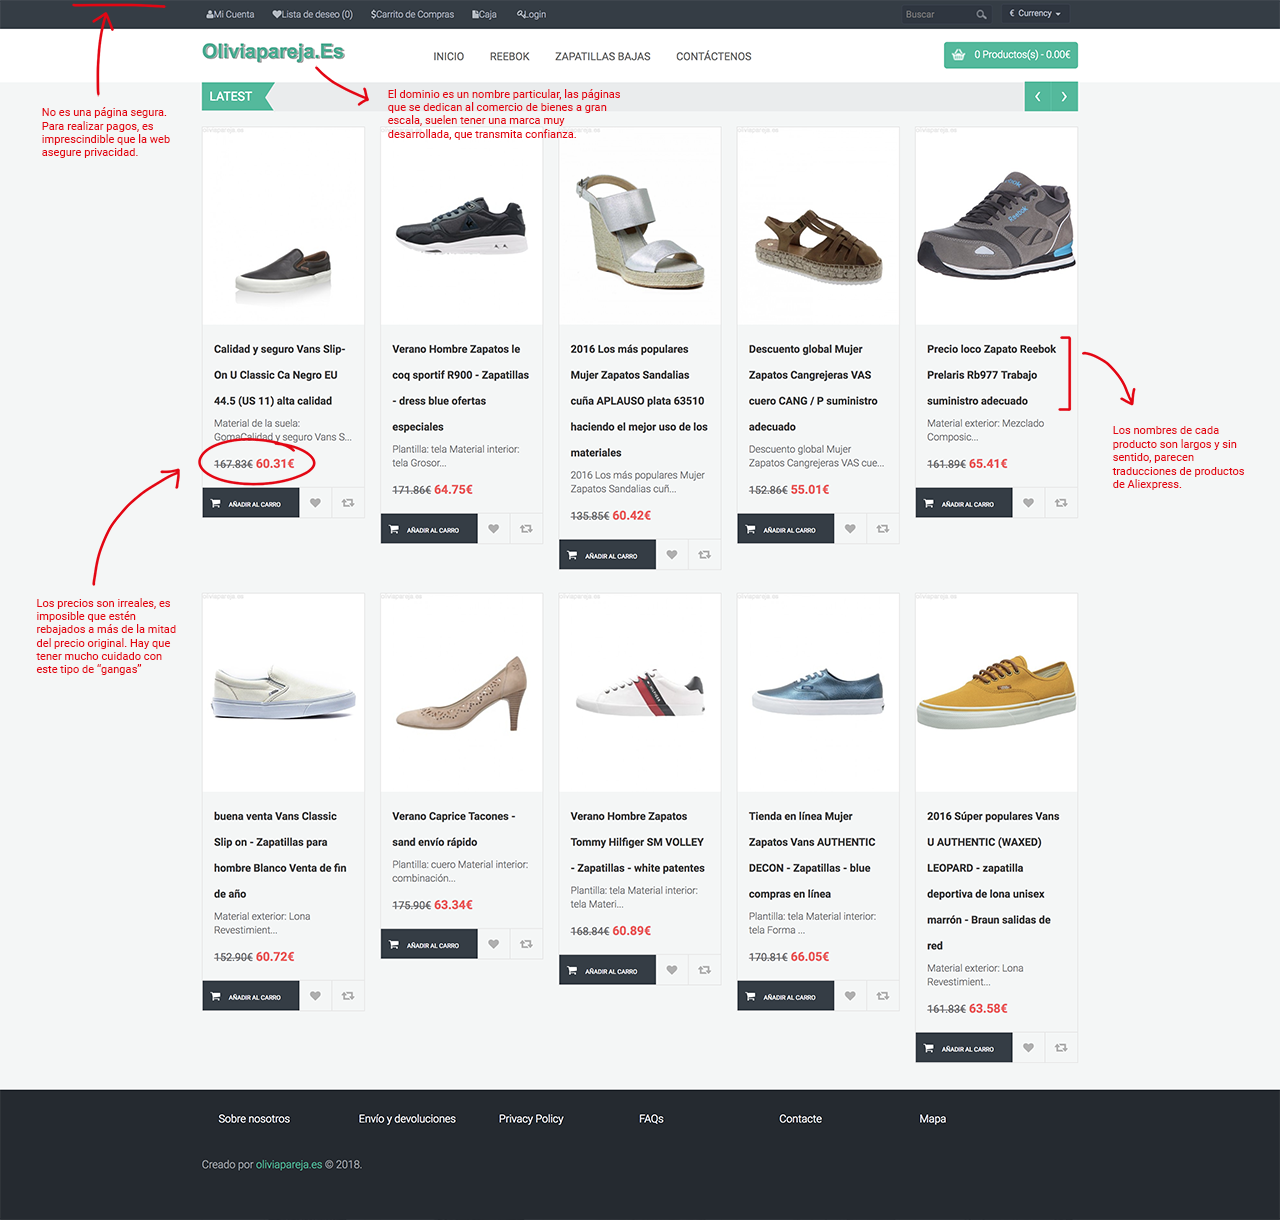 Mi Cuenta Lista de deseo (0) $Carrito de Compras Caja Login Buscar € Currency
Oliviapareja.Es INICIO REEBOK ZAPATILLAS BAJAS CONTÁCTENOS 0 Productos(s) - 0.00€
LATEST
No es una página segura.
Para realizar pagos, es
imprescindible que la web
asegure privacidad.
El dominio es un nombre particular, las páginas
que se dedican al comercio de bienes a gran
escala, suelen tener una marca muy
desarrollada, que transmita confianza.
oliviapareja.es
oliviapareja.es
Calidad y seguro Vans Slip-
On U Classic Ca Negro EU
44.5 (US 11) alta calidad
Material de la suela:
GomaCalidad y seguro Vans S...
167.83€ 60.31€
AÑADIR AL CARRO
Verano Hombre Zapatos le
coq sportif R900 - Zapatillas
- dress blue ofertas
especiales
Plantilla: tela Material interior:
tela Grosor...
171.86€ 64.75€
AÑADIR AL CARRO
2016 Los más populares
Mujer Zapatos Sandalias
cuña APLAUSO plata 63510
haciendo el mejor uso de los
materiales
2016 Los más populares Mujer
Zapatos Sandalias cuñ...
135.85€ 60.42€
AÑADIR AL CARRO
oliviapareja.es
Descuento global Mujer
Zapatos Cangrejeras VAS
cuero CANG / P suministro
adecuado
Descuento global Mujer
Zapatos Cangrejeras VAS cue...
152.86€ 55.01€
AÑADIR AL CARRO
oliviapareja.es
Reebok
Precio loco Zapato Reebok
Prelaris Rb977 Trabajo
suministro adecuado
Material exterior: Mezclado
Composic...
161.89€ 65.41€
AÑADIR AL CARRO
Los nombres de cada
producto son largos y sin
sentido, parecen
traducciones de productos
de Aliexpress.
Los precios son irreales, es
imposible que estén
rebajados a más de la mitad
del precio original. Hay que
tener mucho cuidado con
este tipo de “gangas”
oliviapareja.es
buena venta Vans Classic
Slip on - Zapatillas para
hombre Blanco Venta de fin
de año
Material exterior: Lona
Revestimient...
152.90€ 60.72€
AÑADIR AL CARRO
oliviapareja.es
Verano Caprice Tacones -
sand envío rápido
Plantilla: cuero Material interior:
combinación...
175.90€ 63.34€
AÑADIR AL CARRO
oliviapareja.es
Verano Hombre Zapatos
Tommy Hilfiger SM VOLLEY
- Zapatillas - white patentes
Plantilla: tela Material interior:
tela Materi...
168.84€ 60.89€
AÑADIR AL CARRO
oliviapareja.es
Tienda en línea Mujer
Zapatos Vans AUTHENTIC
DECON - Zapatillas - blue
compras en línea
Plantilla: tela Material interior:
tela Forma ...
170.81€ 66.05€
AÑADIR AL CARRO
oliviapareja.es
2016 Súper populares Vans
U AUTHENTIC (WAXED)
LEOPARD - zapatilla
deportiva de lona unisex
marrón - Braun salidas de
red
Material exterior: Lona
Revestimient...
161.83€ 63.58€
AÑADIR AL CARRO
Sobre nosotros Envío y devoluciones Privacy Policy FAQs Contacte Mapa
Creado por oliviapareja.es © 2018.